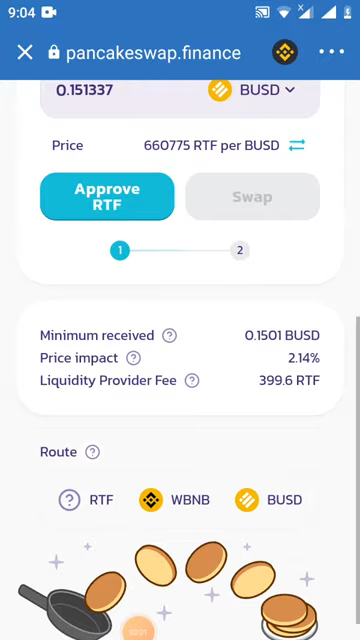 9:04
pancakeswap.finance
0.151337
BUSD
Price
660775 RTF per BUSD
Approve
RTF
Swap
1
2
Minimum received
0.1501 BUSD
Price impact
2.14%
Liquidity Provider Fee
399.6 RTF
Route
RTF
WBNB
BUSD